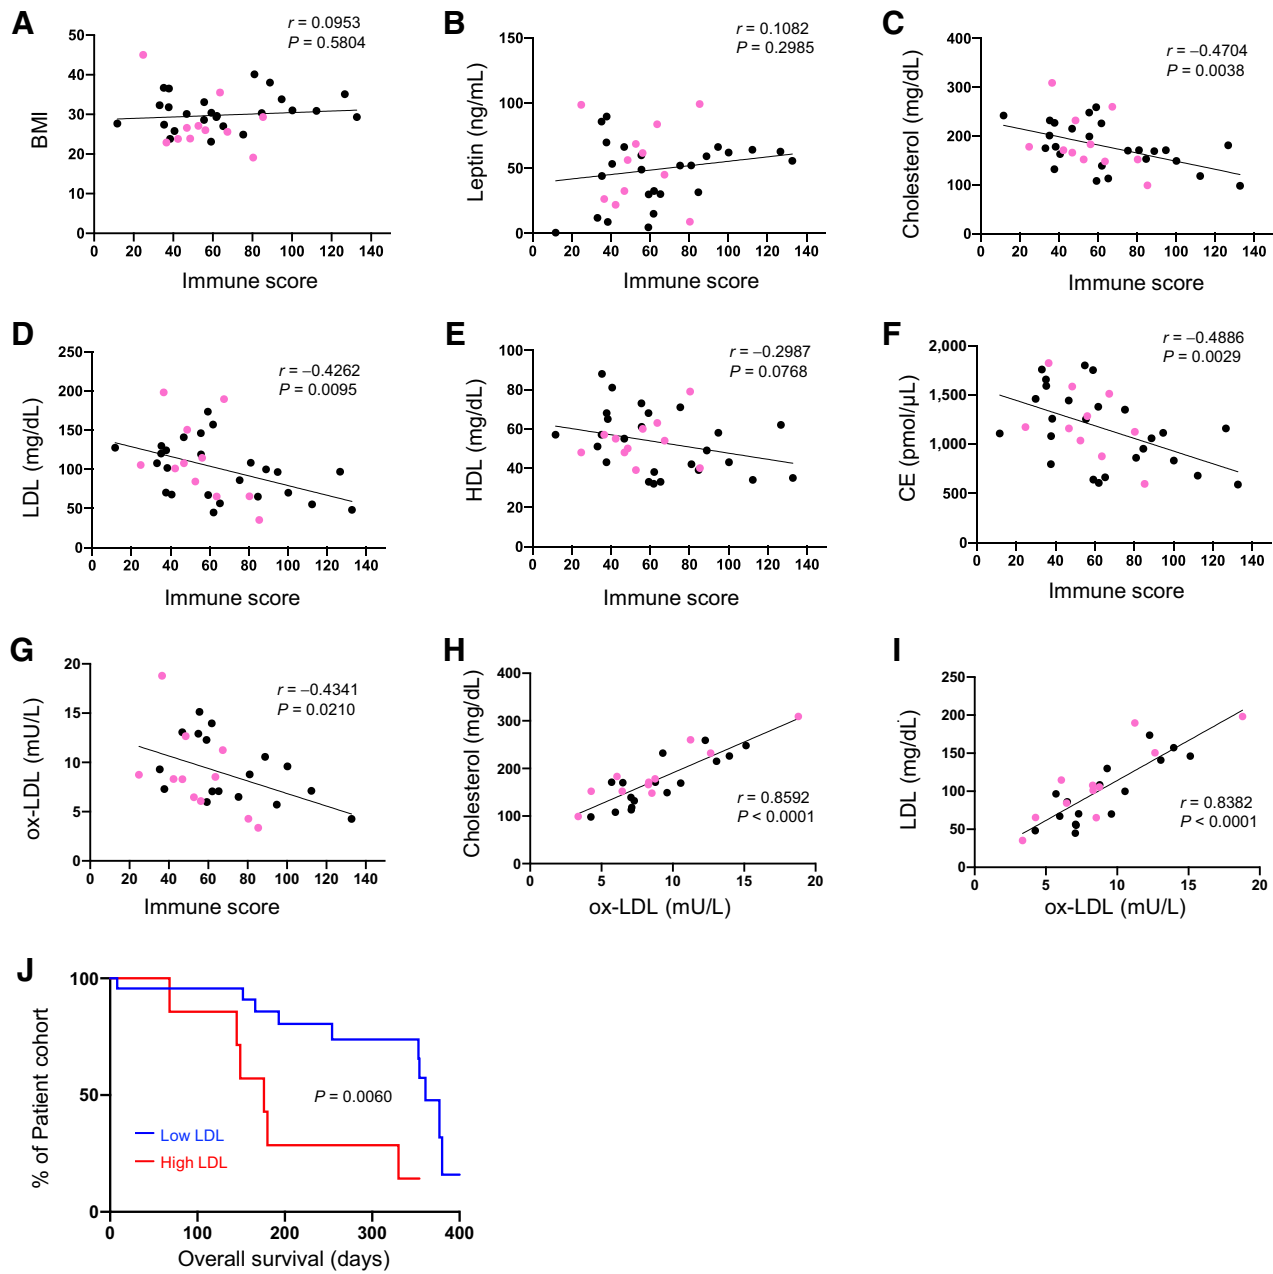 A
r = 0.0953
P = 0.5804
50
40
30
20
10
0
BMI
0 20 40 60 80 100 120 140
Immune score
B
r = 0.1082
P = 0.2985
150
100
50
0
Leptin (ng/mL)
0 20 40 60 80 100 120 140
Immune score
C
r = −0.4704
P = 0.0038
400
300
200
100
0
Cholesterol (mg/dL)
0 20 40 60 80 100 120 140
Immune score
D
r = −0.4262
P = 0.0095
250
200
150
100
50
0
LDL (mg/dL)
0 20 40 60 80 100 120 140
Immune score
E
r = −0.2987
P = 0.0768
100
80
60
40
20
0
HDL (mg/dL)
0 20 40 60 80 100 120 140
Immune score
F
r = −0.4886
P = 0.0029
2,000
1,500
1,000
500
0
CE (pmol/μL)
0 20 40 60 80 100 120 140
Immune score
G
r = −0.4341
P = 0.0210
20
15
10
5
0
ox-LDL (mU/L)
0 20 40 60 80 100 120 140
Immune score
H
400
300
200
100
0
Cholesterol (mg/dL)
r = 0.8592
P < 0.0001
0 5 10 15 20
ox-LDL (mU/L)
I
250
200
150
100
50
0
LDL (mg/dL)
r = 0.8382
P < 0.0001
0 5 10 15 20
ox-LDL (mU/L)
J
100
50
0
% of Patient cohort
P = 0.0060
Low LDL
High LDL
0 100 200 300 400
Overall survival (days)